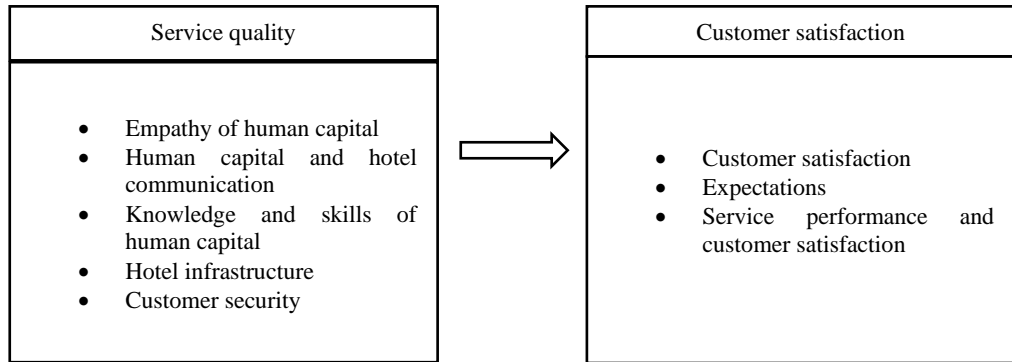 Service quality
• Empathy of human capital
• Human capital and hotel
communication
• Knowledge and skills of
human capital
• Hotel infrastructure
• Customer security
Customer satisfaction
• Customer satisfaction
• Expectations
• Service performance and
customer satisfaction